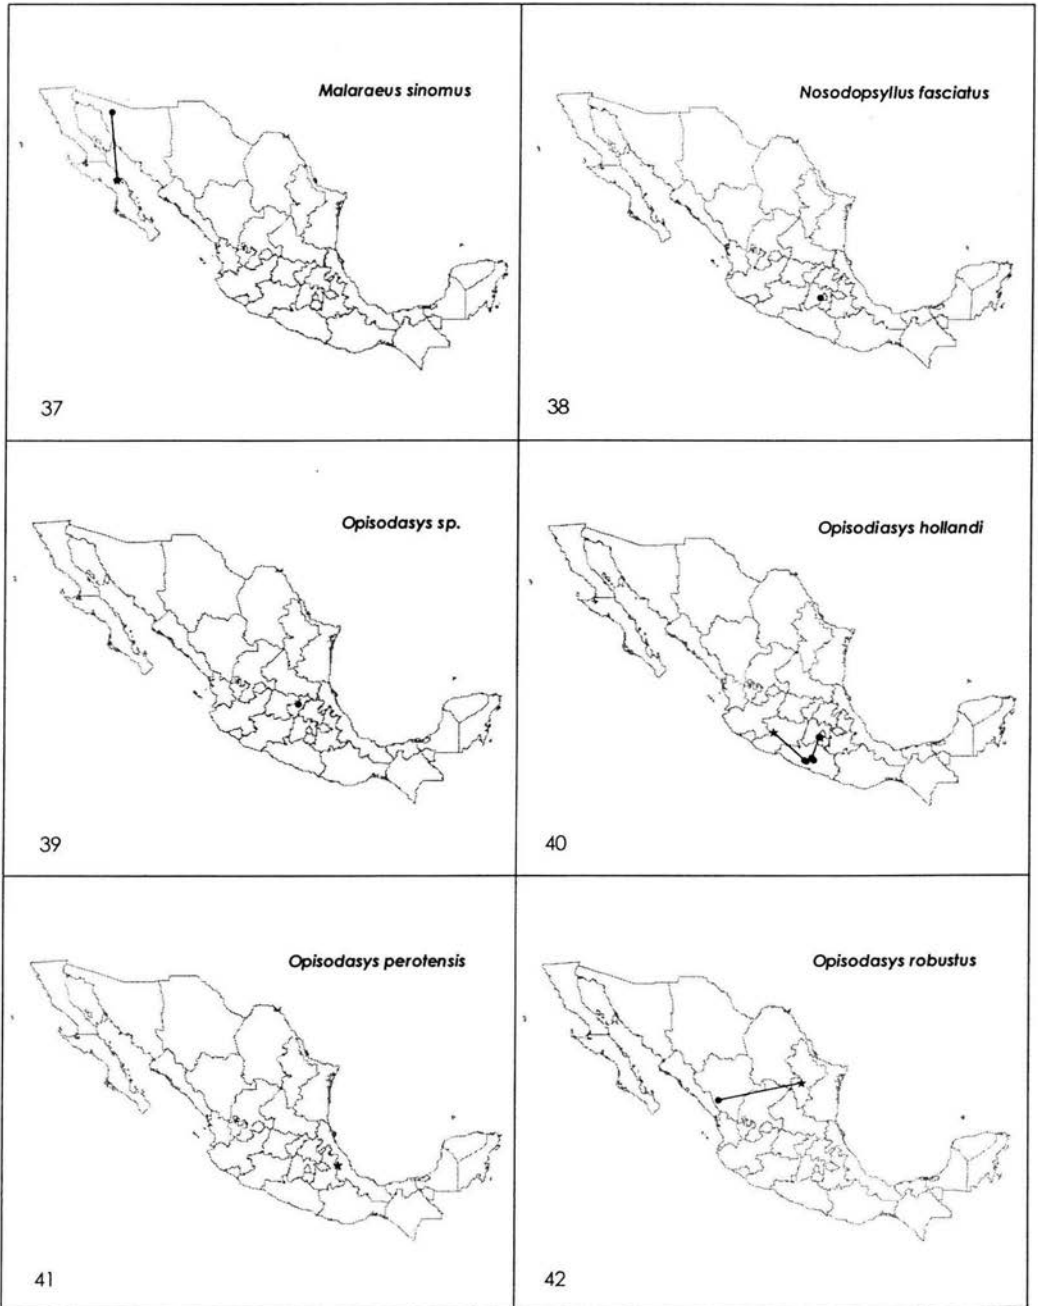 Malaraeus sinomus
37
Nosodopsyllus fasciatus
38
Opisodasys sp.
39
Opisodiasys hollandi
40
Opisodasys perotensis
41
Opisodasys robustus
42